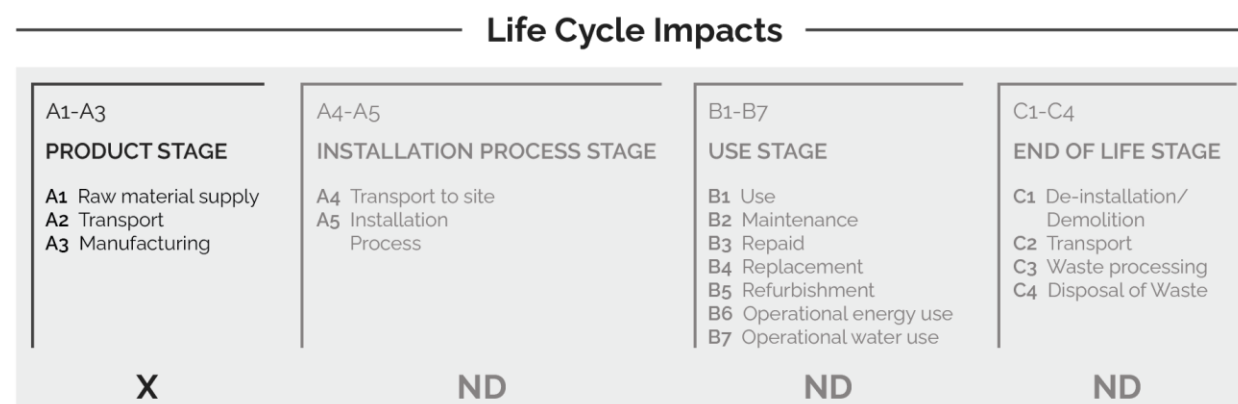 Life Cycle Impacts
A1-A3
PRODUCT STAGE
A1 Raw material supply
A2 Transport
A3 Manufacturing
X
A4-A5
INSTALLATION PROCESS STAGE
A4 Transport to site
A5 Installation
Process
ND
B1-B7
USE STAGE
B1 Use
B2 Maintenance
B3 Repaid
B4 Replacement
B5 Refurbishment
B6 Operational energy use
B7 Operational water use
ND
C1-C4
END OF LIFE STAGE
C1 De-installation/
Demolition
C2 Transport
C3 Waste processing
C4 Disposal of Waste
ND